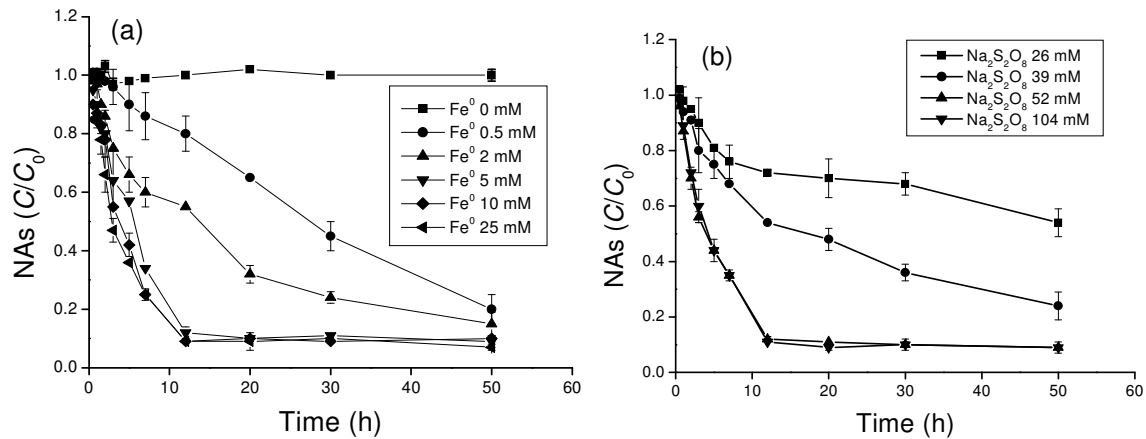 (a)
1.2
1.0
0.8
0.6
0.4
0.2
0.0
NAs (C/C₀)
0 10 20 30 40 50 60
Time (h)
Fe⁰ 0 mM
Fe⁰ 0.5 mM
Fe⁰ 2 mM
Fe⁰ 5 mM
Fe⁰ 10 mM
Fe⁰ 25 mM
(b)
1.2
1.0
0.8
0.6
0.4
0.2
0.0
NAs (C/C₀)
0 10 20 30 40 50 60
Time (h)
Na₂S₂O₈ 26 mM
Na₂S₂O₈ 39 mM
Na₂S₂O₈ 52 mM
Na₂S₂O₈ 104 mM